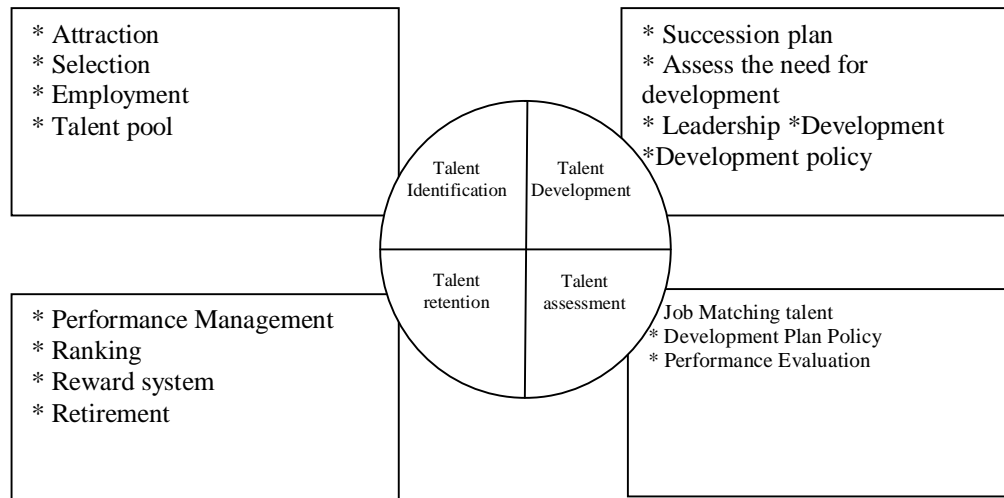 * Attraction
* Selection
* Employment
* Talent pool
* Succession plan
* Assess the need for
development
* Leadership *Development
*Development policy
Talent
Identification
Talent
Development
Talent
retention
Talent
assessment
* Performance Management
* Ranking
* Reward system
* Retirement
Job Matching talent
* Development Plan Policy
* Performance Evaluation